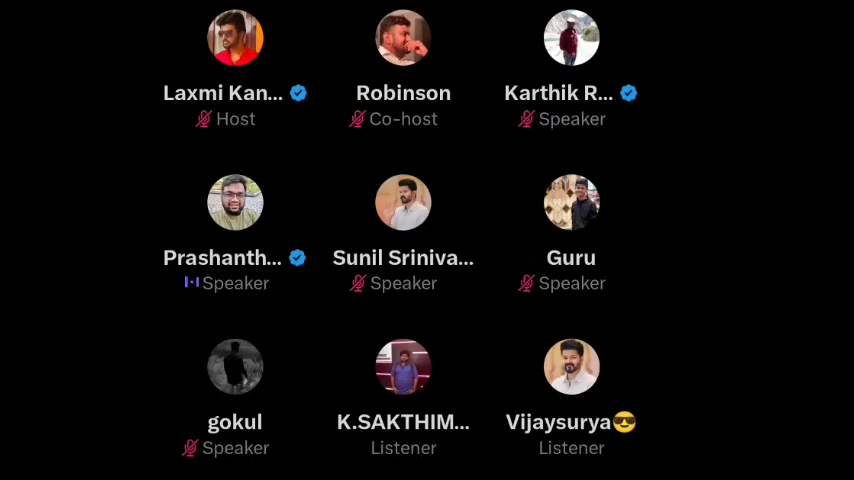 Laxmi Kan... Robinson Karthik R...
Host Co-host Speaker
Prashanth... Sunil Sriniva... Guru
Speaker Speaker Speaker
gokul K.SAKTHIM... Vijaysurya😎
Speaker Listener Listener